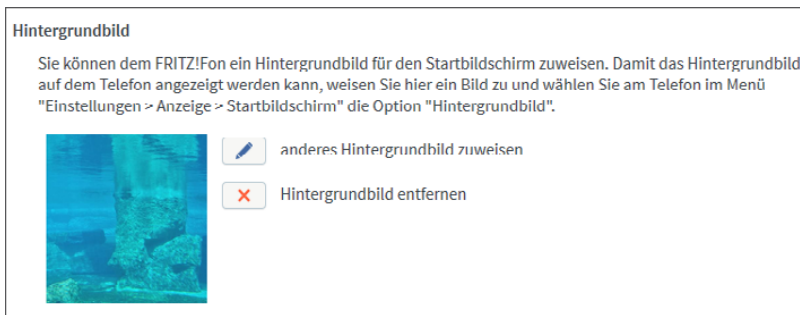 Hintergrundbild
Sie können dem FRITZ!Fon ein Hintergrundbild für den Startbildschirm zuweisen. Damit das Hintergrundbild
auf dem Telefon angezeigt werden kann, weisen Sie hier ein Bild zu und wählen Sie am Telefon im Menü
"Einstellungen > Anzeige > Startbildschirm" die Option "Hintergrundbild".
anderes Hintergrundbild zuweisen
Hintergrundbild entfernen